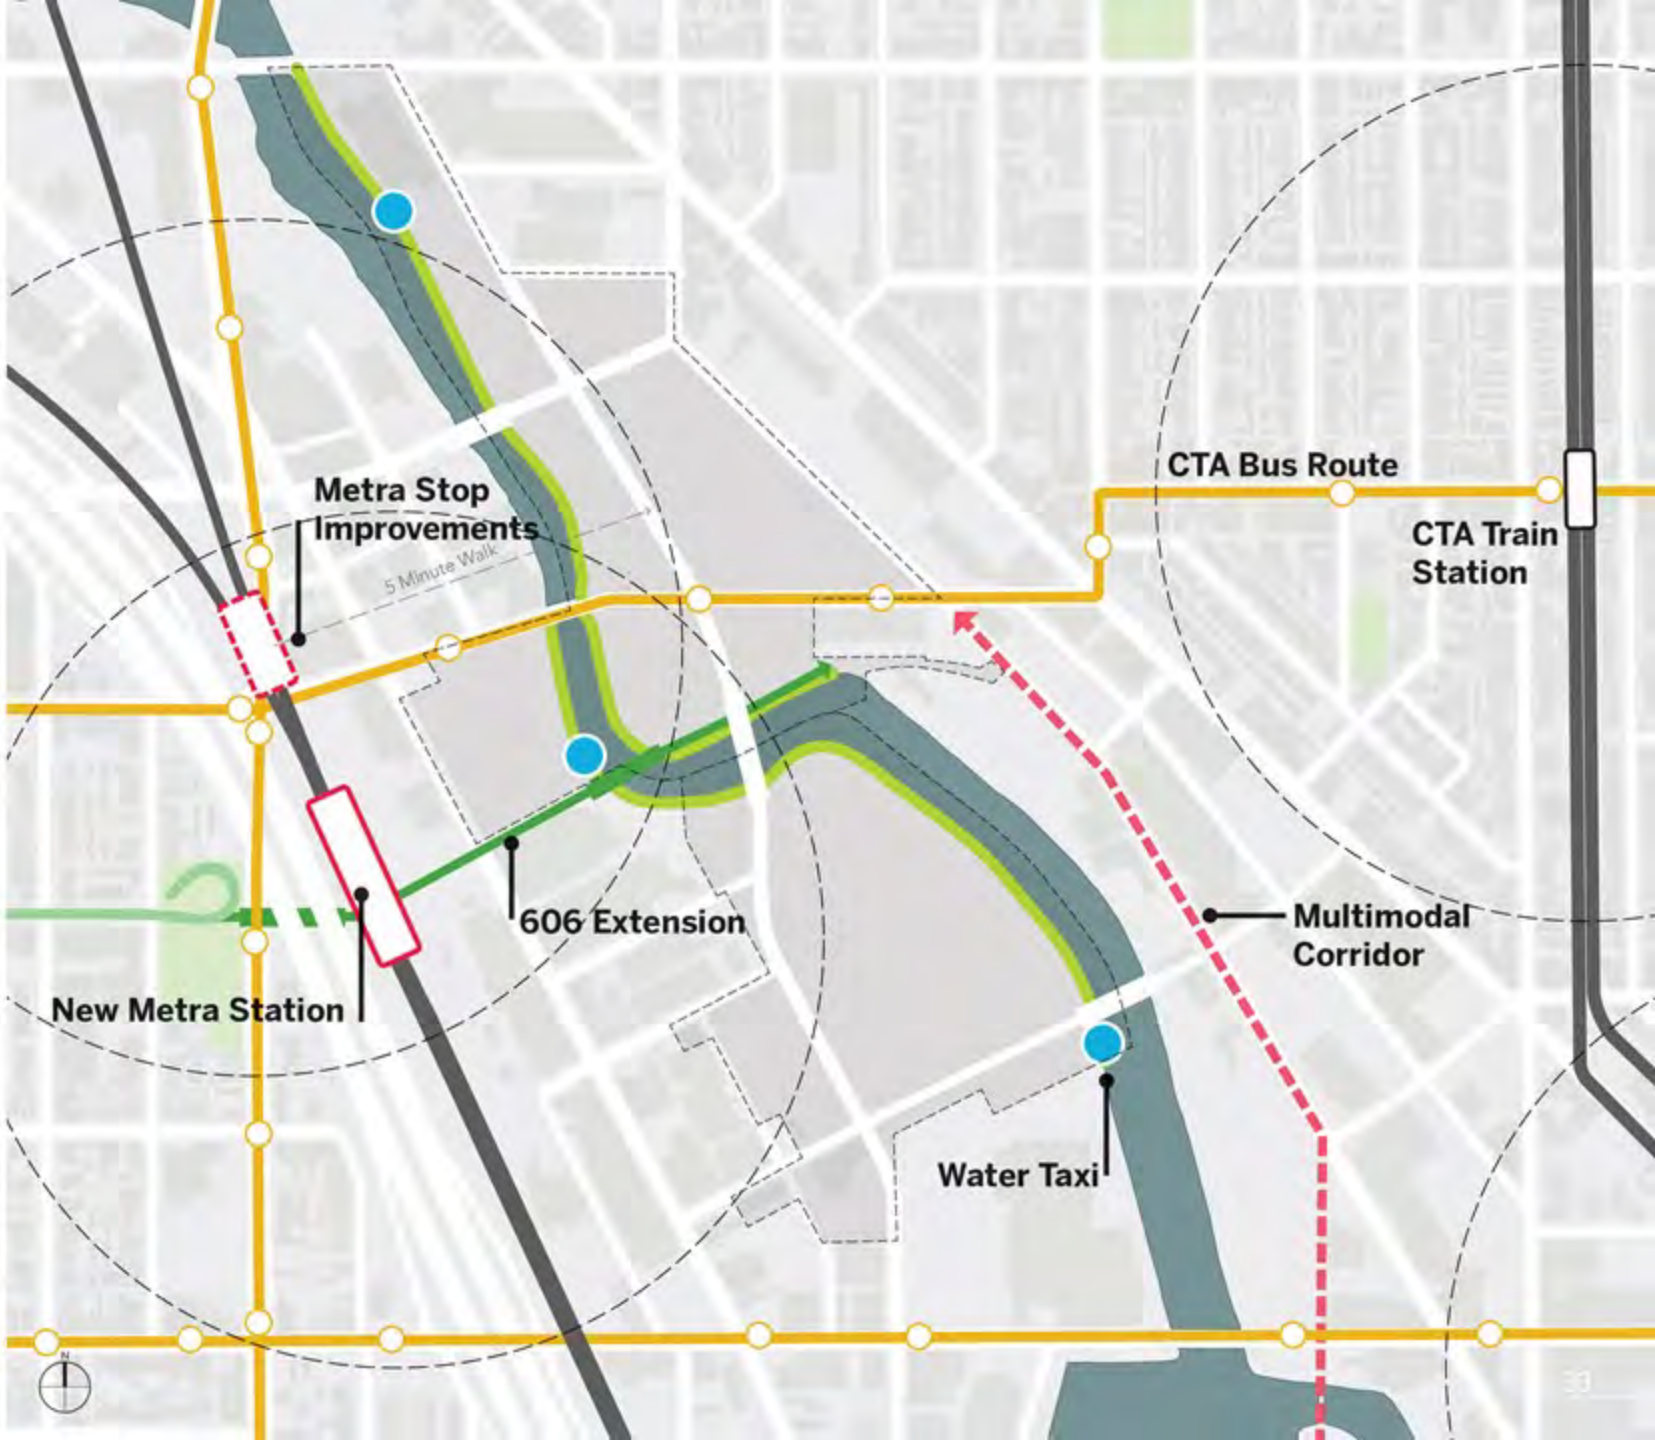 CTA Bus Route
Metra Stop
Improvements
CTA Train
Station
5 Minute Walk
606 Extension
Multimodal
Corridor
New Metra Station
Water Taxi
N
33